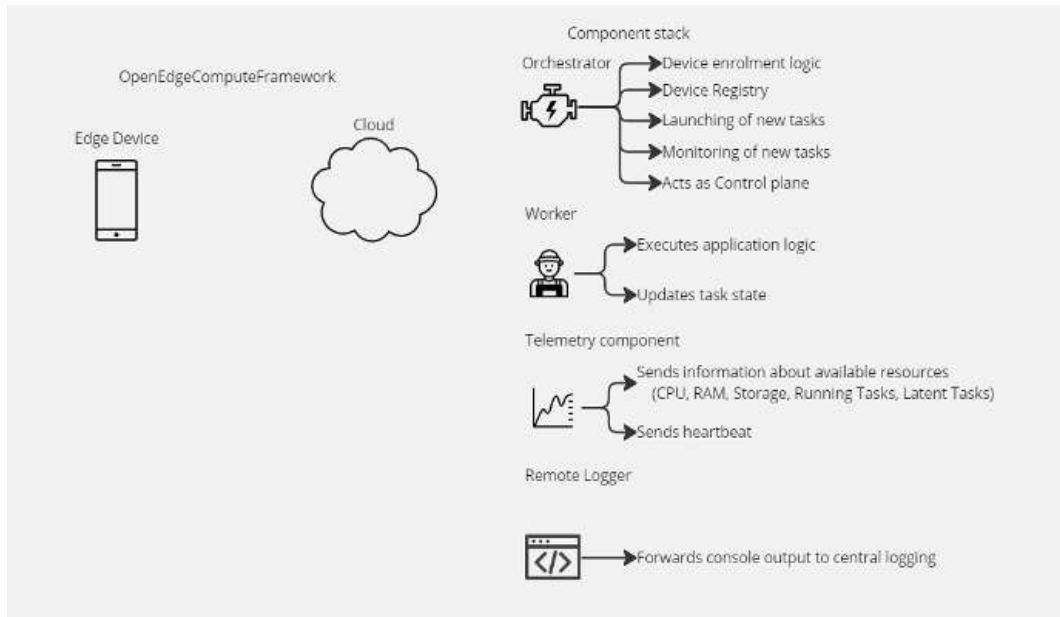 OpenEdgeComputeFramework
Edge Device
Cloud
Component stack
Orchestrator
Device enrolment logic
Device Registry
Launching of new tasks
Monitoring of new tasks
Acts as Control plane
Worker
Executes application logic
Updates task state
Telemetry component
Sends information about available resources
(CPU, RAM, Storage, Running Tasks, Latent Tasks)
Sends heartbeat
Remote Logger
</>
Forwards console output to central logging